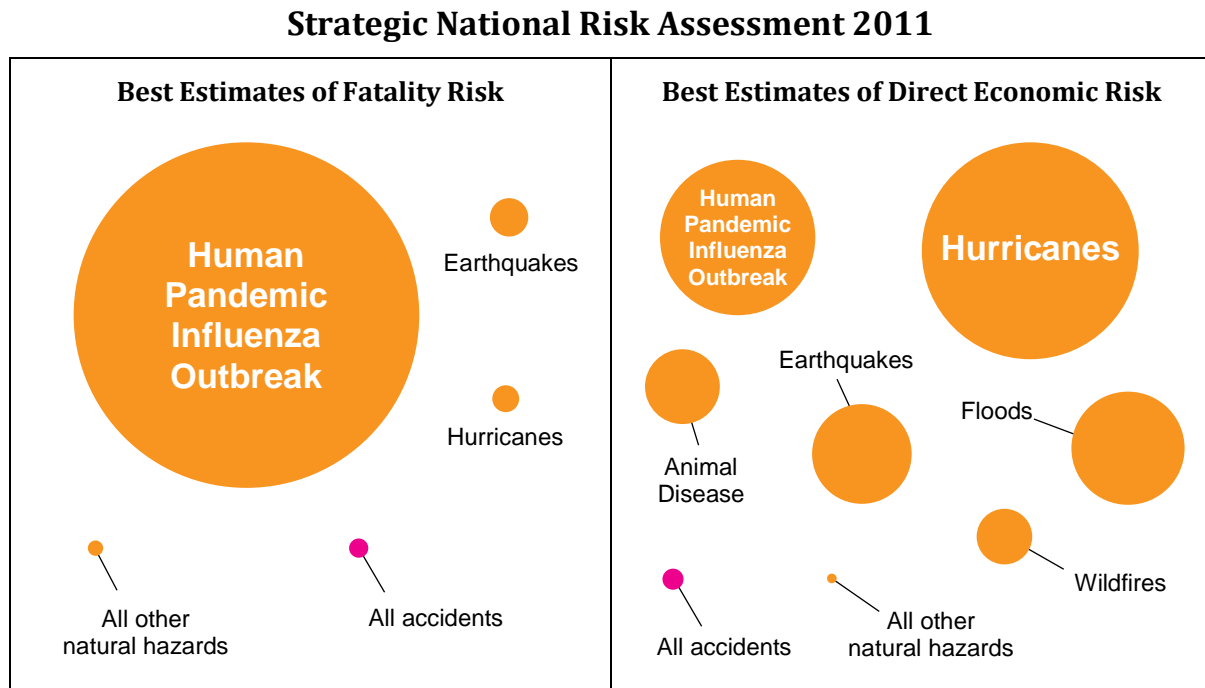 Strategic National Risk Assessment 2011
Best Estimates of Fatality Risk
Human
Pandemic
Influenza
Outbreak
Earthquakes
Hurricanes
All other
natural hazards
All accidents
Best Estimates of Direct Economic Risk
Human
Pandemic
Influenza
Outbreak
Hurricanes
Earthquakes
Floods
Animal
Disease
Wildfires
All accidents
All other
natural hazards